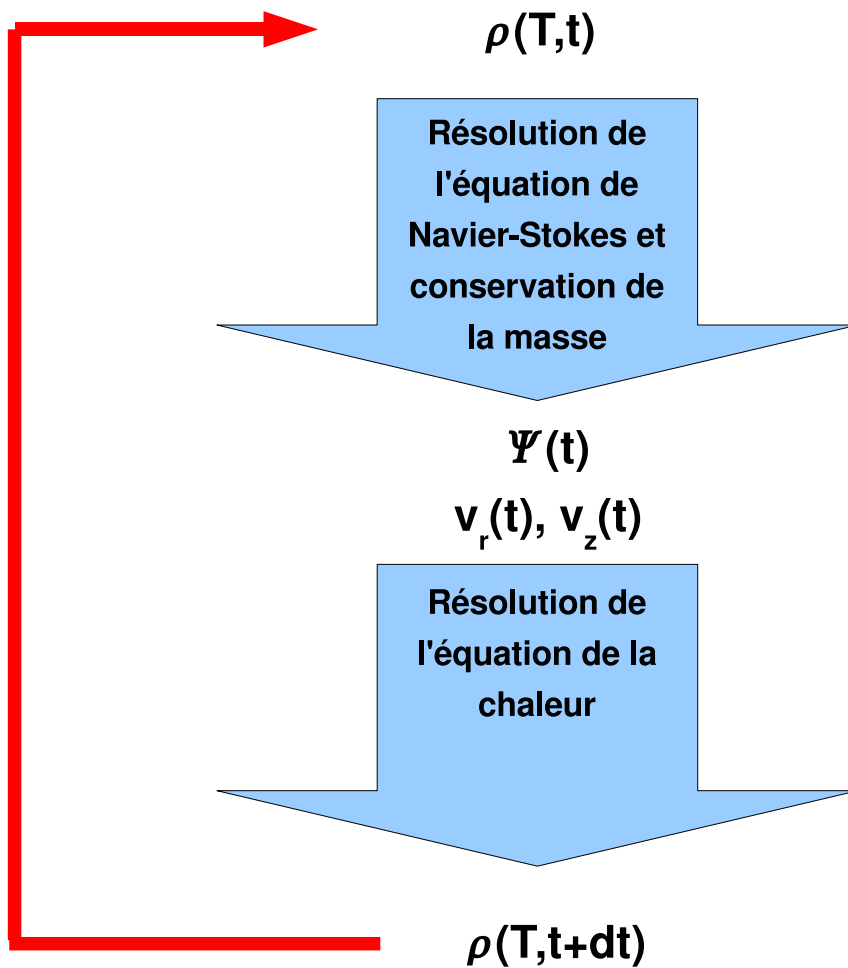 ρ(T,t)
Résolution de
l'équation de
Navier-Stokes et
conservation de
la masse
Ψ(t)
v_r(t), v_z(t)
Résolution de
l'équation de la
chaleur
ρ(T,t+dt)